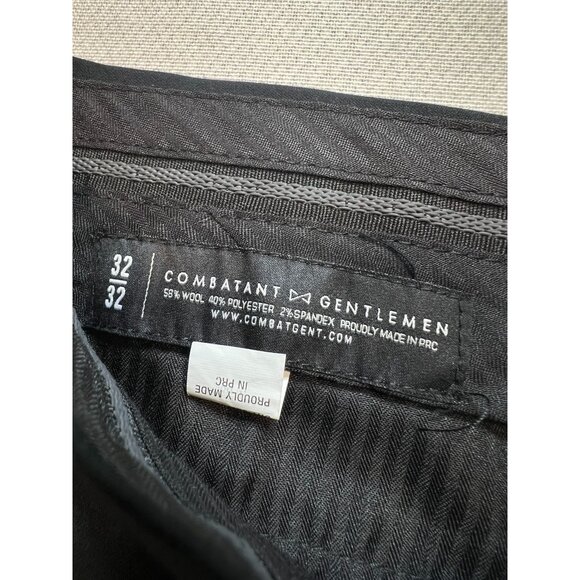 32
32
COMBATANT GENTLEMEN
58% WOOL 40% POLYESTER 2% SPANDEX PROUDLY MADE IN PRC
WWW.COMBATGENT.COM
PROUDLY MADE
IN PRC